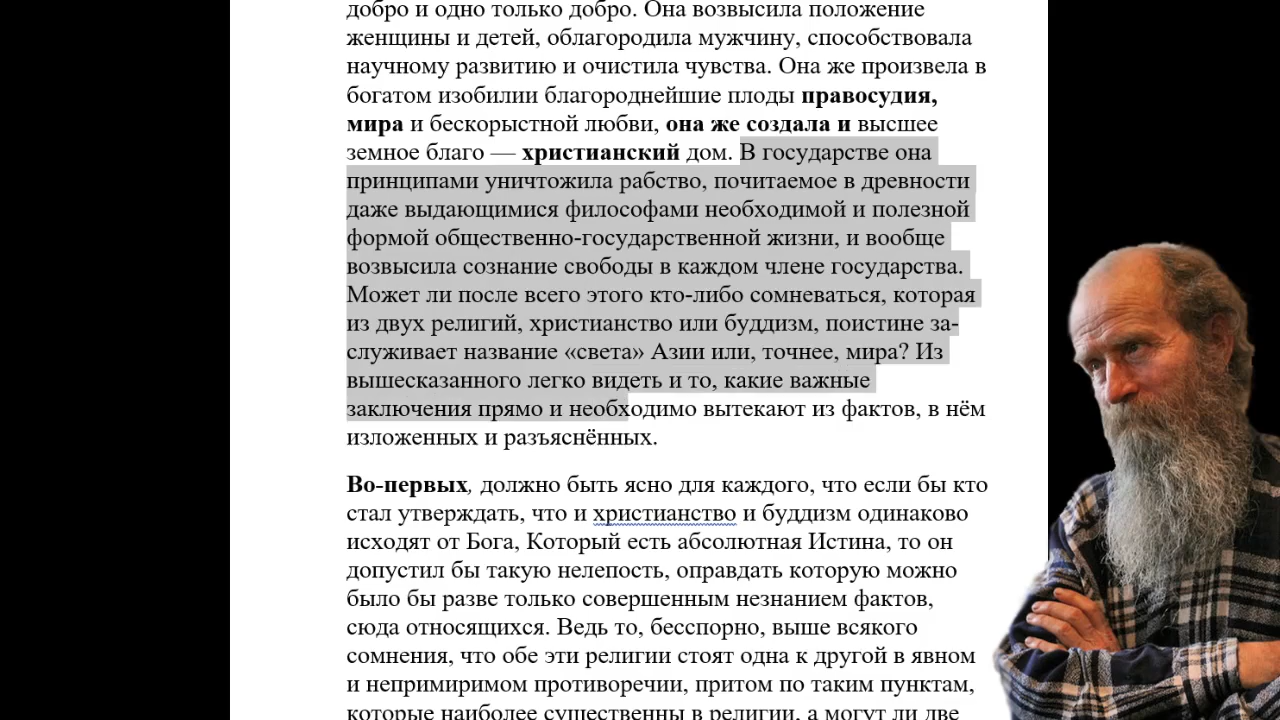 добро и одно только добро. Она возвысила положение
женщины и детей, облагородила мужчину, способствовала
научному развитию и очистила чувства. Она же произвела в
богатом изобилии благороднейшие плоды правосудия,
мира и бескорыстной любви, она же создала и высшее
земное благо — христианский дом. В государстве она
принципами уничтожила рабство, почитаемое в древности
даже выдающимися философами необходимой и полезной
формой общественно-государственной жизни, и вообще
возвысила сознание свободы в каждом члене государства.
Может ли после всего этого кто-либо сомневаться, которая
из двух религий, христианство или буддизм, поистине за-
служивает название «света» Азии или, точнее, мира? Из
вышесказанного легко видеть и то, какие важные
заключения прямо и необходимо вытекают из фактов, в нём
изложенных и разъяснённых.
Во-первых, должно быть ясно для каждого, что если бы кто
стал утверждать, что и христианство и буддизм одинаково
исходят от Бога, Который есть абсолютная Истина, то он
допустил бы такую нелепость, оправдать которую можно
было бы разве только совершенным незнанием фактов,
сюда относящихся. Ведь то, бесспорно, выше всякого
сомнения, что обе эти религии стоят одна к другой в явном
и непримиримом противоречии, притом по таким пунктам,
которые наиболее существенны в религии, а могут ли две